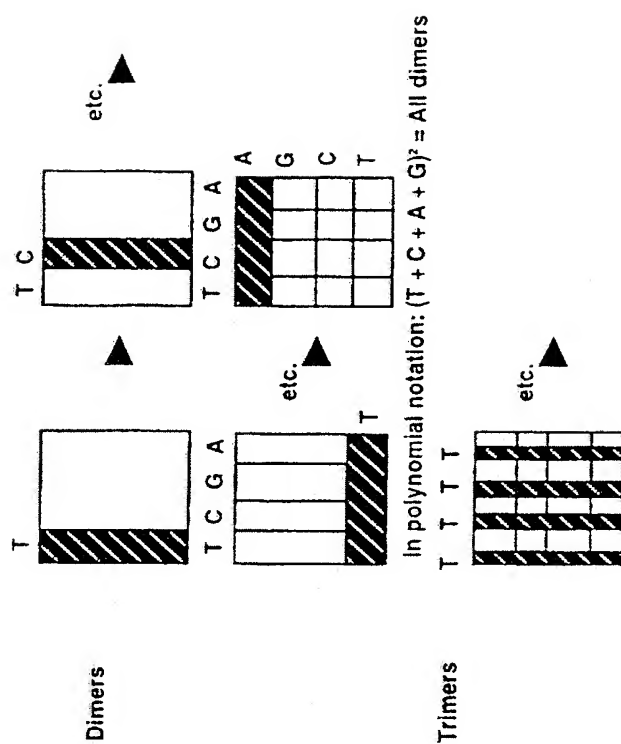 Dimers
T
T C
etc.
T C G A
T
etc.
T C G A
A
G
C
T
In polynomial notation: (T + C + A + G)² = All dimers
Trimers
T T T T
etc.